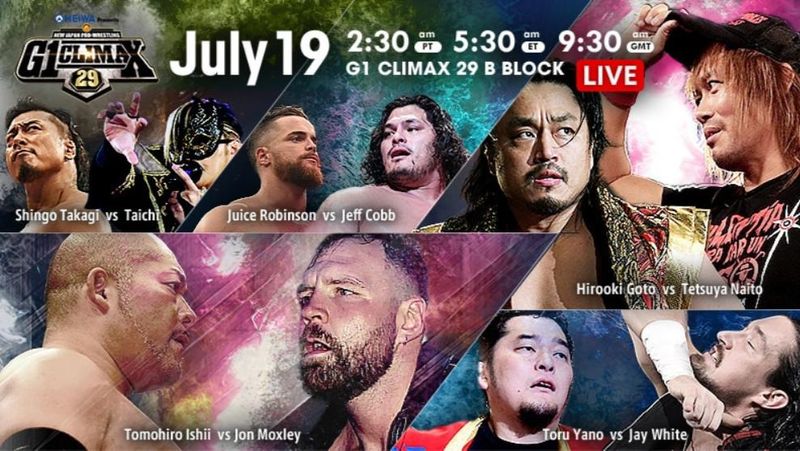 HEIWA Presents
NEW JAPAN PRO-WRESTLING
G1 CLIMAX
29
July 19
2:30 am PT 5:30 am ET 9:30 am GMT
G1 CLIMAX 29 B BLOCK LIVE
Shingo Takagi vs Taichi
Juice Robinson vs Jeff Cobb
Hirooki Goto vs Tetsuya Naito
Tomohiro Ishii vs Jon Moxley
Toru Yano vs Jay White